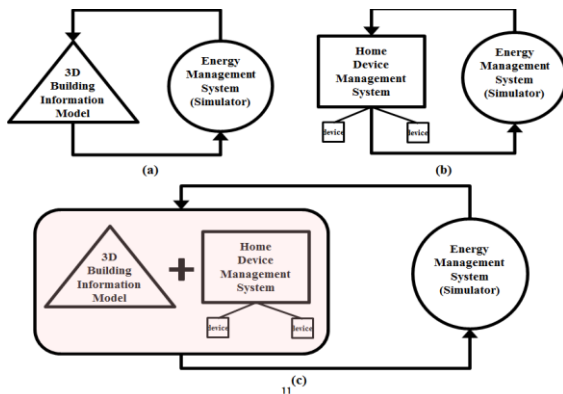 3D
Building
Information
Model
Energy
Management
System
(Simulator)
(a)
Home
Device
Management
System
device
device
Energy
Management
System
(Simulator)
(b)
3D
Building
Information
Model
+
Home
Device
Management
System
device
device
Energy
Management
System
(Simulator)
11
(c)